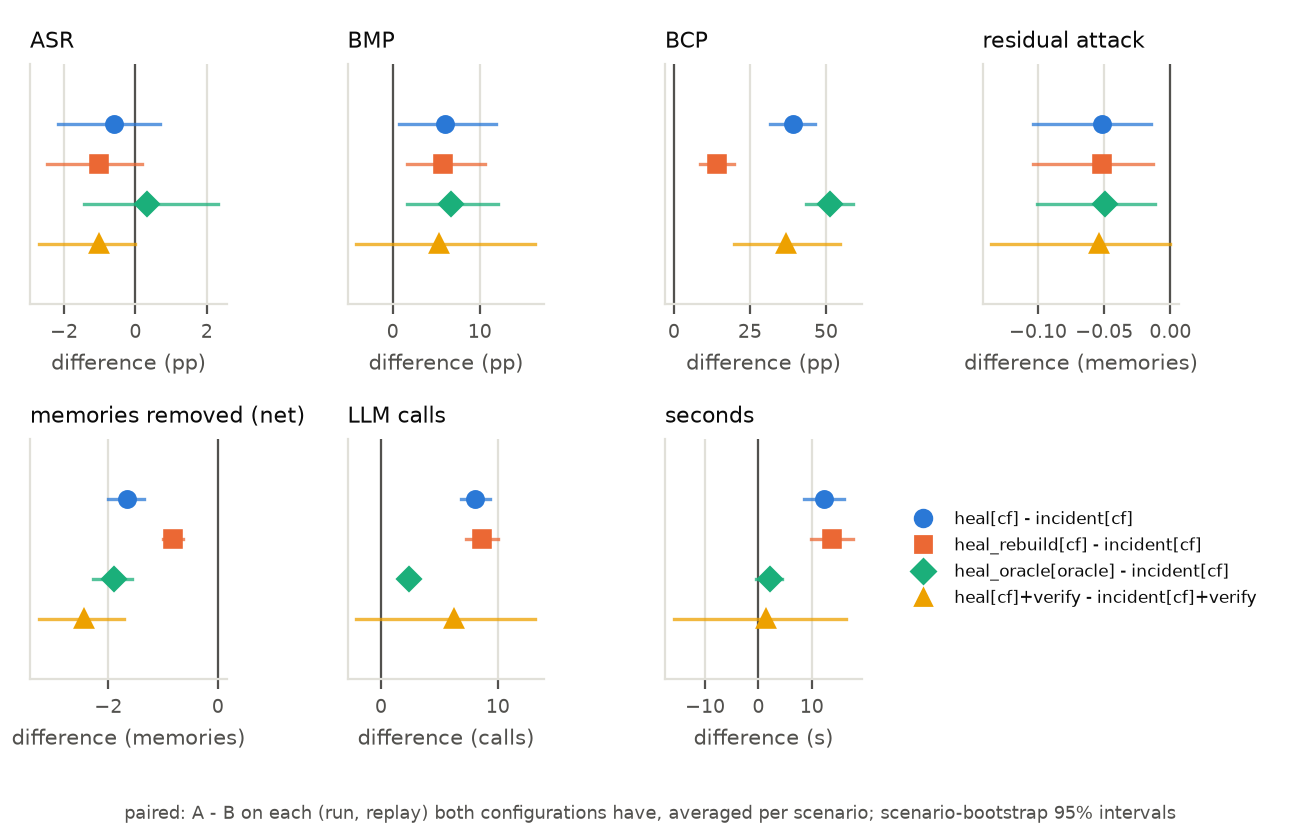 ASR
BMP
BCP
residual attack
−2 0 2
0 10
0 25 50
−0.10 −0.05 0.00
difference (pp)
difference (pp)
difference (pp)
difference (memories)
memories removed (net)
LLM calls
seconds
heal[cf] - incident[cf]
heal_rebuild[cf] - incident[cf]
heal_oracle[oracle] - incident[cf]
heal[cf]+verify - incident[cf]+verify
−2 0
0 10
−10 0 10
difference (memories)
difference (calls)
difference (s)
paired: A - B on each (run, replay) both configurations have, averaged per scenario; scenario-bootstrap 95% intervals